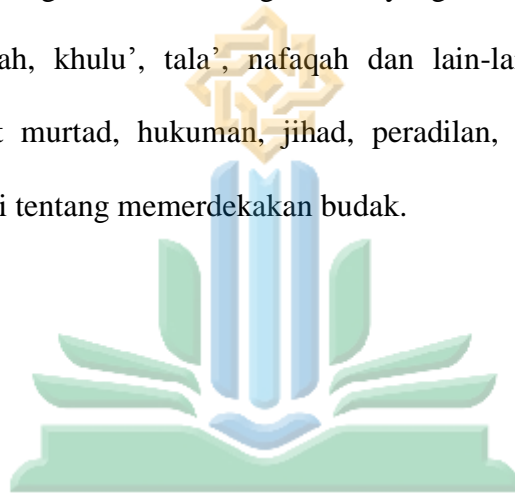 ah, khulu’, tala’, nafaqah dan lain-la
murtad, hukuman, jihad, peradilan,
i tentang memerdekakan budak.